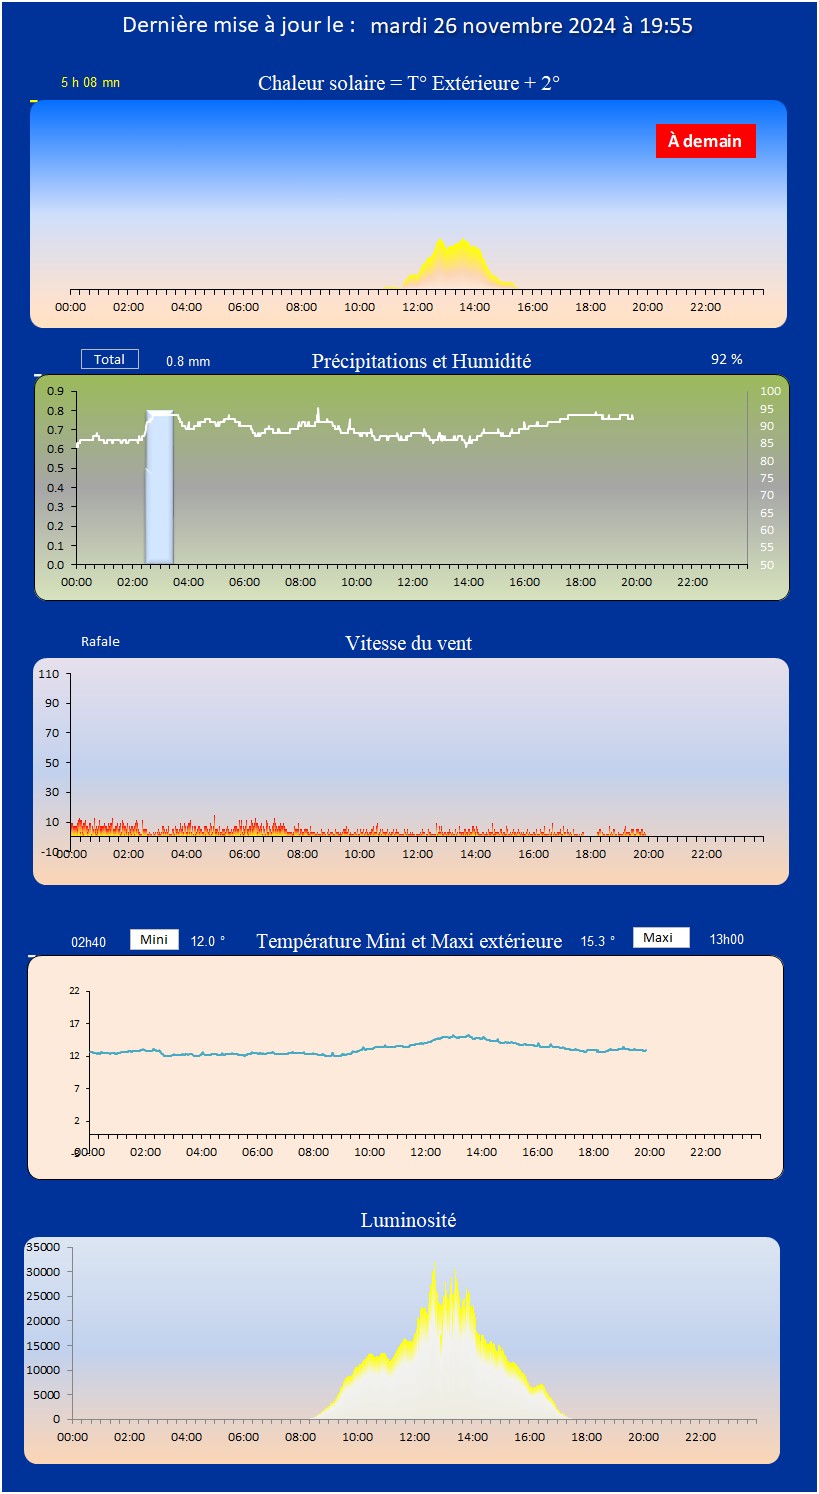 Dernière mise à jour le : mardi 26 novembre 2024 à 19:55
5 h 08 mn Chaleur solaire = T° Extérieure + 2°
À demain
00:00 02:00 04:00 06:00 08:00 10:00 12:00 14:00 16:00 18:00 20:00 22:00
Total 0.8 mm Précipitations et Humidité 92 %
0.9 100
0.8 95
0.7 90
0.6 85
0.5 80
0.4 75
0.3 70
0.2 65
0.1 60
0.0 55
50
00:00 02:00 04:00 06:00 08:00 10:00 12:00 14:00 16:00 18:00 20:00 22:00
Rafale Vitesse du vent
110
90
70
50
30
10
-10
00:00 02:00 04:00 06:00 08:00 10:00 12:00 14:00 16:00 18:00 20:00 22:00
02h40 Mini 12.0 ° Température Mini et Maxi extérieure 15.3 ° Maxi 13h00
22
17
12
7
2
00:00 02:00 04:00 06:00 08:00 10:00 12:00 14:00 16:00 18:00 20:00 22:00
Luminosité
35000
30000
25000
20000
15000
10000
5000
0
00:00 02:00 04:00 06:00 08:00 10:00 12:00 14:00 16:00 18:00 20:00 22:00